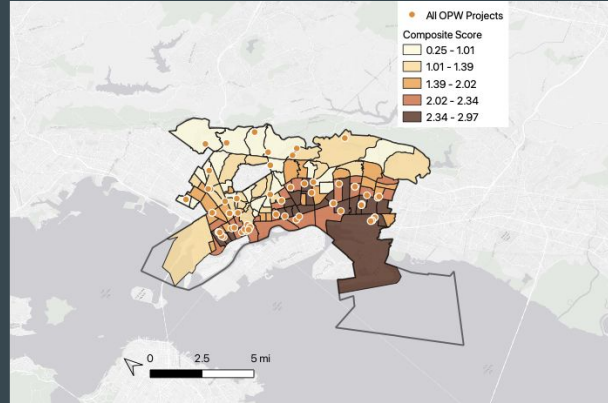 All OPW Projects
Composite Score
0.25 - 1.01
1.01 - 1.39
1.39 - 2.02
2.02 - 2.34
2.34 - 2.97
0 2.5 5 mi